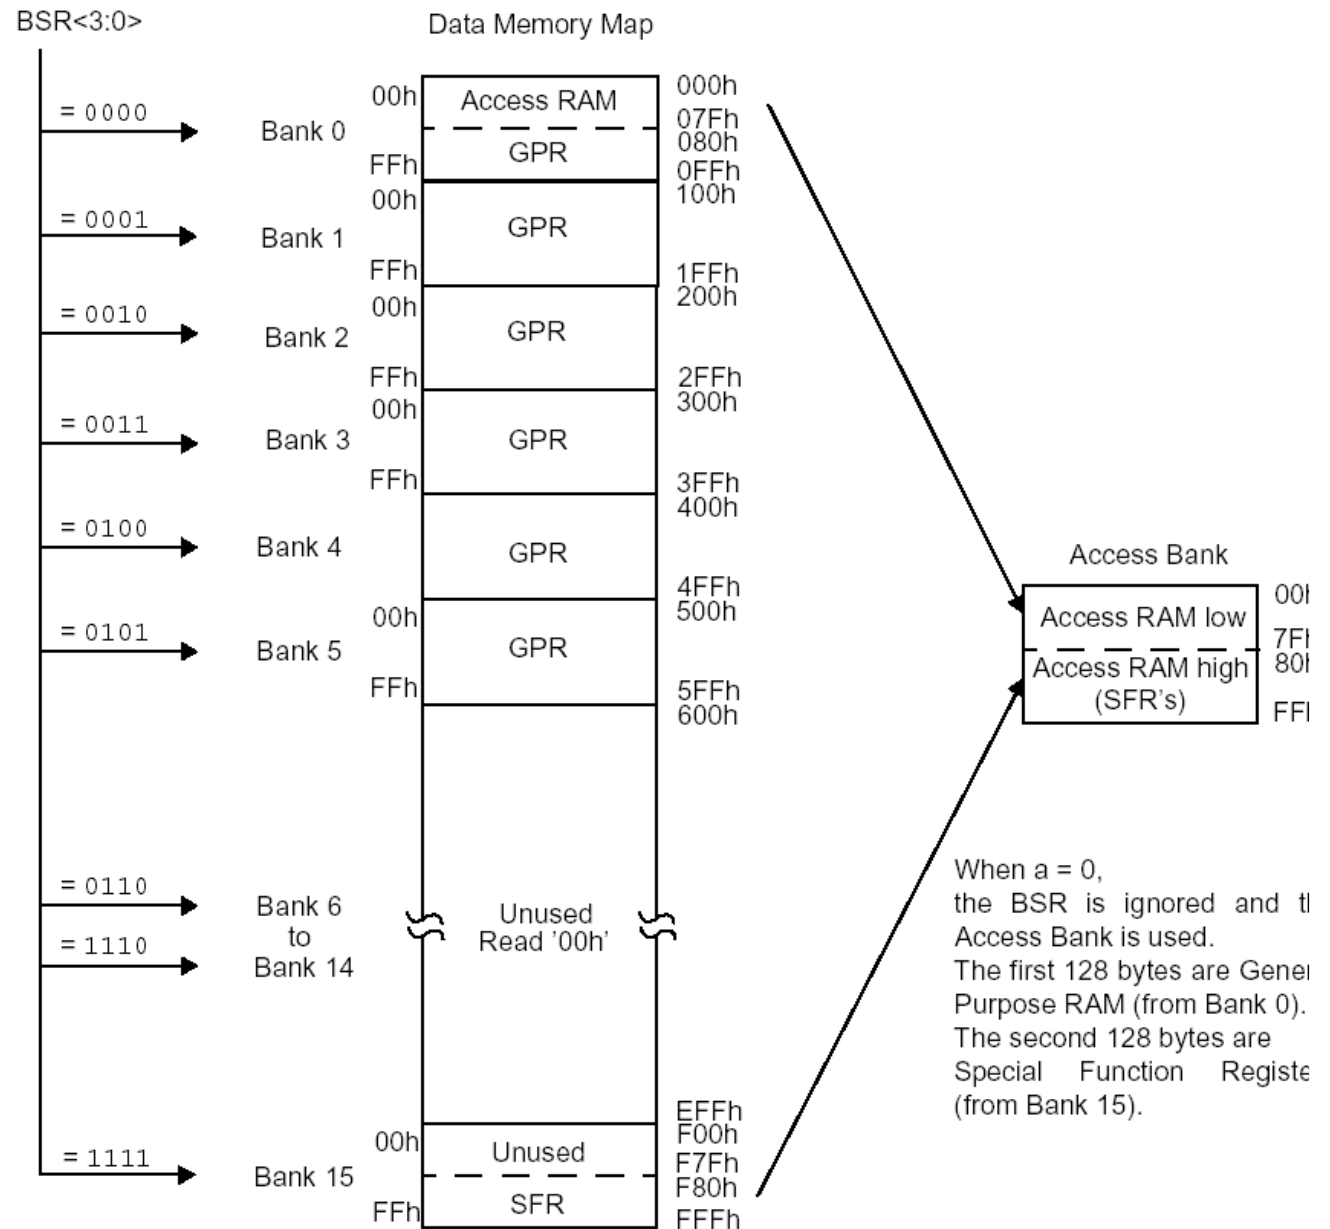 BSR<3:0>
Data Memory Map
= 0000
Bank 0
00h
Access RAM
000h
07Fh
080h
FFh
GPR
0FFh
= 0001
Bank 1
00h
GPR
100h
FFh
1FFh
= 0010
Bank 2
00h
GPR
200h
FFh
2FFh
= 0011
Bank 3
00h
GPR
300h
FFh
3FFh
= 0100
Bank 4
GPR
400h
4FFh
= 0101
Bank 5
00h
GPR
500h
FFh
5FFh
600h
= 0110
Bank 6
to
= 1110
Bank 14
Unused
Read '00h'
EFFh
= 1111
Bank 15
00h
Unused
F00h
F7Fh
F80h
FFh
SFR
FFFh
Access Bank
Access RAM low
00h
7Fh
Access RAM high
(SFR's)
80h
When a = 0,
the BSR is ignored and
Access Bank is used.
The first 128 bytes are
Purpose RAM (from Bank 0).
The second 128 bytes are
Special Function
(from Bank 15).